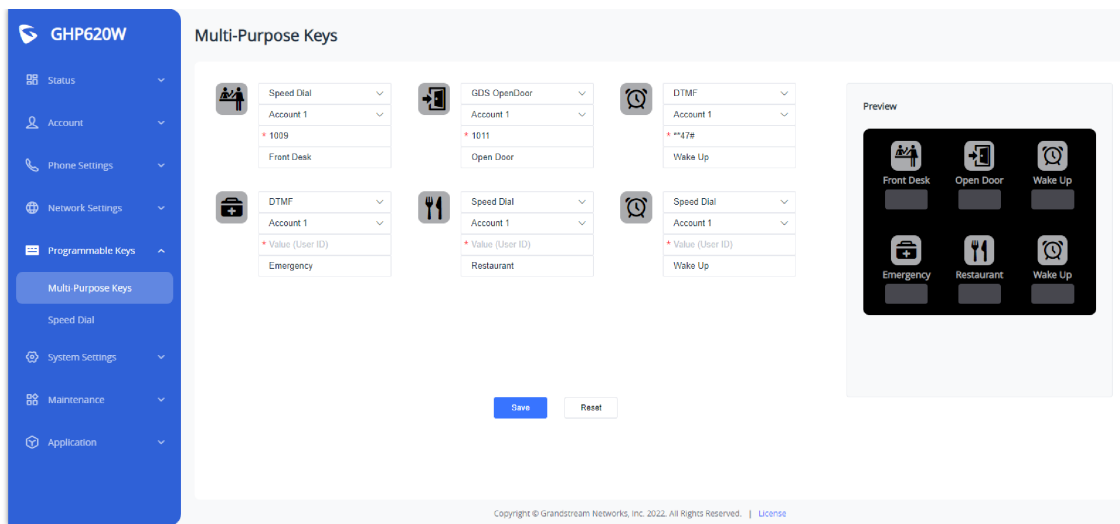 GHP620W
Status
Account
Phone Settings
Network Settings
Programmable Keys
Multi-Purpose Keys
Speed Dial
System Settings
Maintenance
Application
Multi-Purpose Keys
Speed Dial
Account 1
* 1009
Front Desk
GDS OpenDoor
Account 1
* 1011
Open Door
DTMF
Account 1
* **47#
Wake Up
DTMF
Account 1
* Value (User ID)
Emergency
Speed Dial
Account 1
* Value (User ID)
Restaurant
Speed Dial
Account 1
* Value (User ID)
Wake Up
Preview
Front Desk Open Door Wake Up
Emergency Restaurant Wake Up
Save Reset
Copyright © Grandstream Networks, Inc. 2022. All Rights Reserved. | License